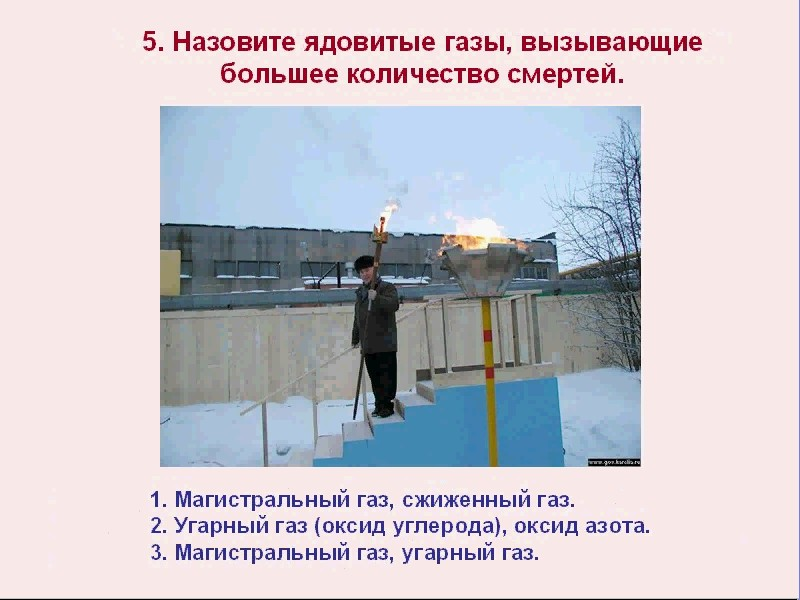 5. Назовите ядовитые газы, вызывающие
большее количество смертей.
www.gov.karelia.ru
1. Магистральный газ, сжиженный газ.
2. Угарный газ (оксид углерода), оксид азота.
3. Магистральный газ, угарный газ.